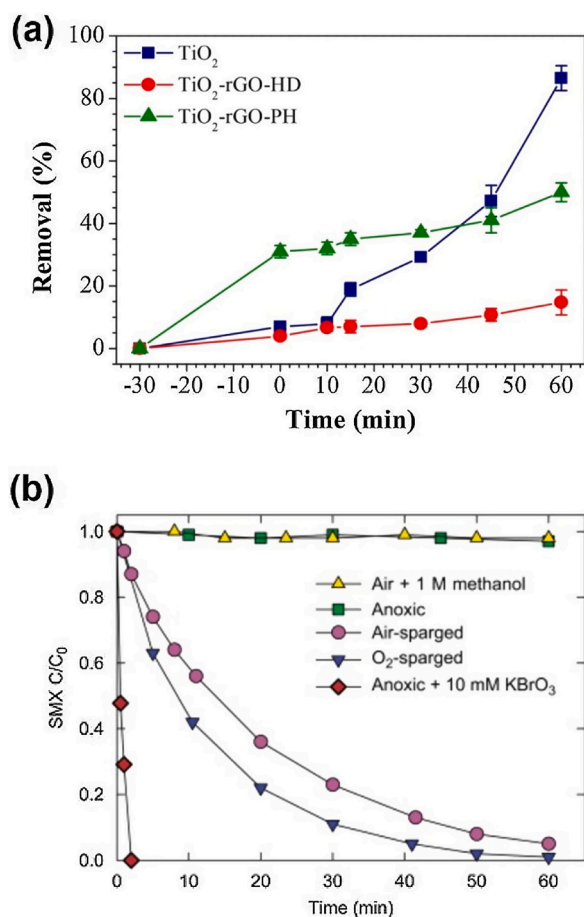 (a)
TiO2
TiO2-rGO-HD
TiO2-rGO-PH
Removal (%)
100
80
60
40
20
0
-30 -20 -10 0 10 20 30 40 50 60
Time (min)
(b)
SMX C/C0
1.0
0.8
0.6
0.4
0.2
0.0
Air + 1 M methanol
Anoxic
Air-sparged
O2-sparged
Anoxic + 10 mM KBrO3
0 10 20 30 40 50 60
Time (min)